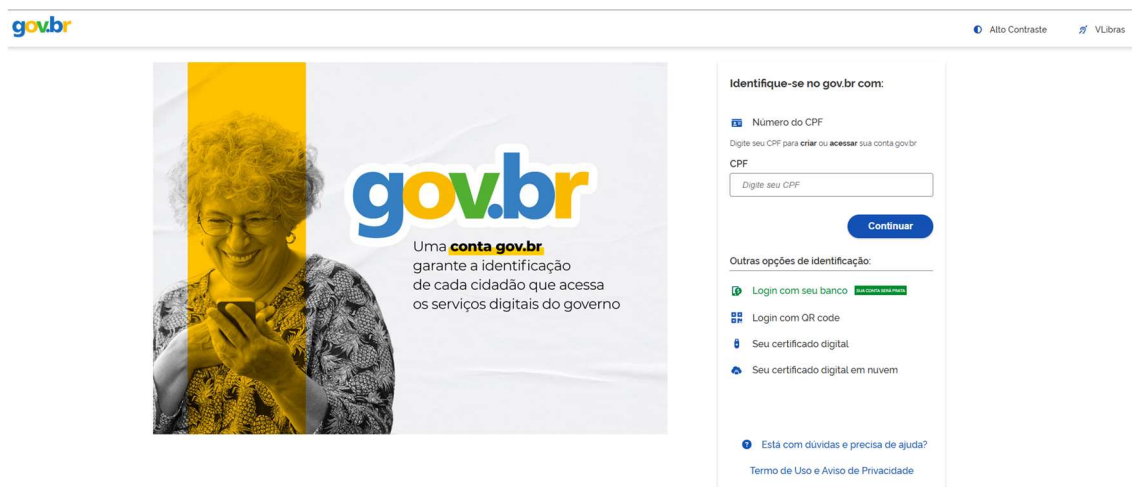 gov.br
Alto Contraste
VLibras
gov.br
Uma conta gov.br
garante a identificação
de cada cidadão que acessa
os serviços digitais do governo
Identifique-se no gov.br com:
Número do CPF
Digite seu CPF para criar ou acessar sua conta gov.br
CPF
Digite seu CPF
Continuar
Outras opções de identificação:
Login com seu banco SUA CONTA SERÁ PRATA
Login com QR code
Seu certificado digital
Seu certificado digital em nuvem
Está com dúvidas e precisa de ajuda?
Termo de Uso e Aviso de Privacidade